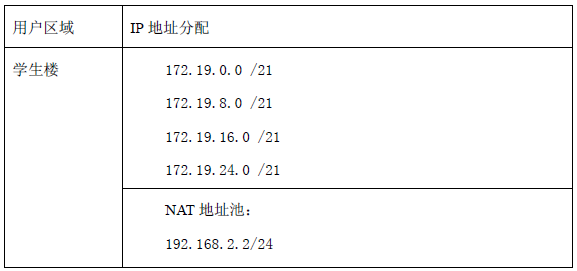 用户区域 IP 地址分配
学生楼 172.19.0.0 /21
172.19.8.0 /21
172.19.16.0 /21
172.19.24.0 /21
NAT 地址池：
192.168.2.2/24